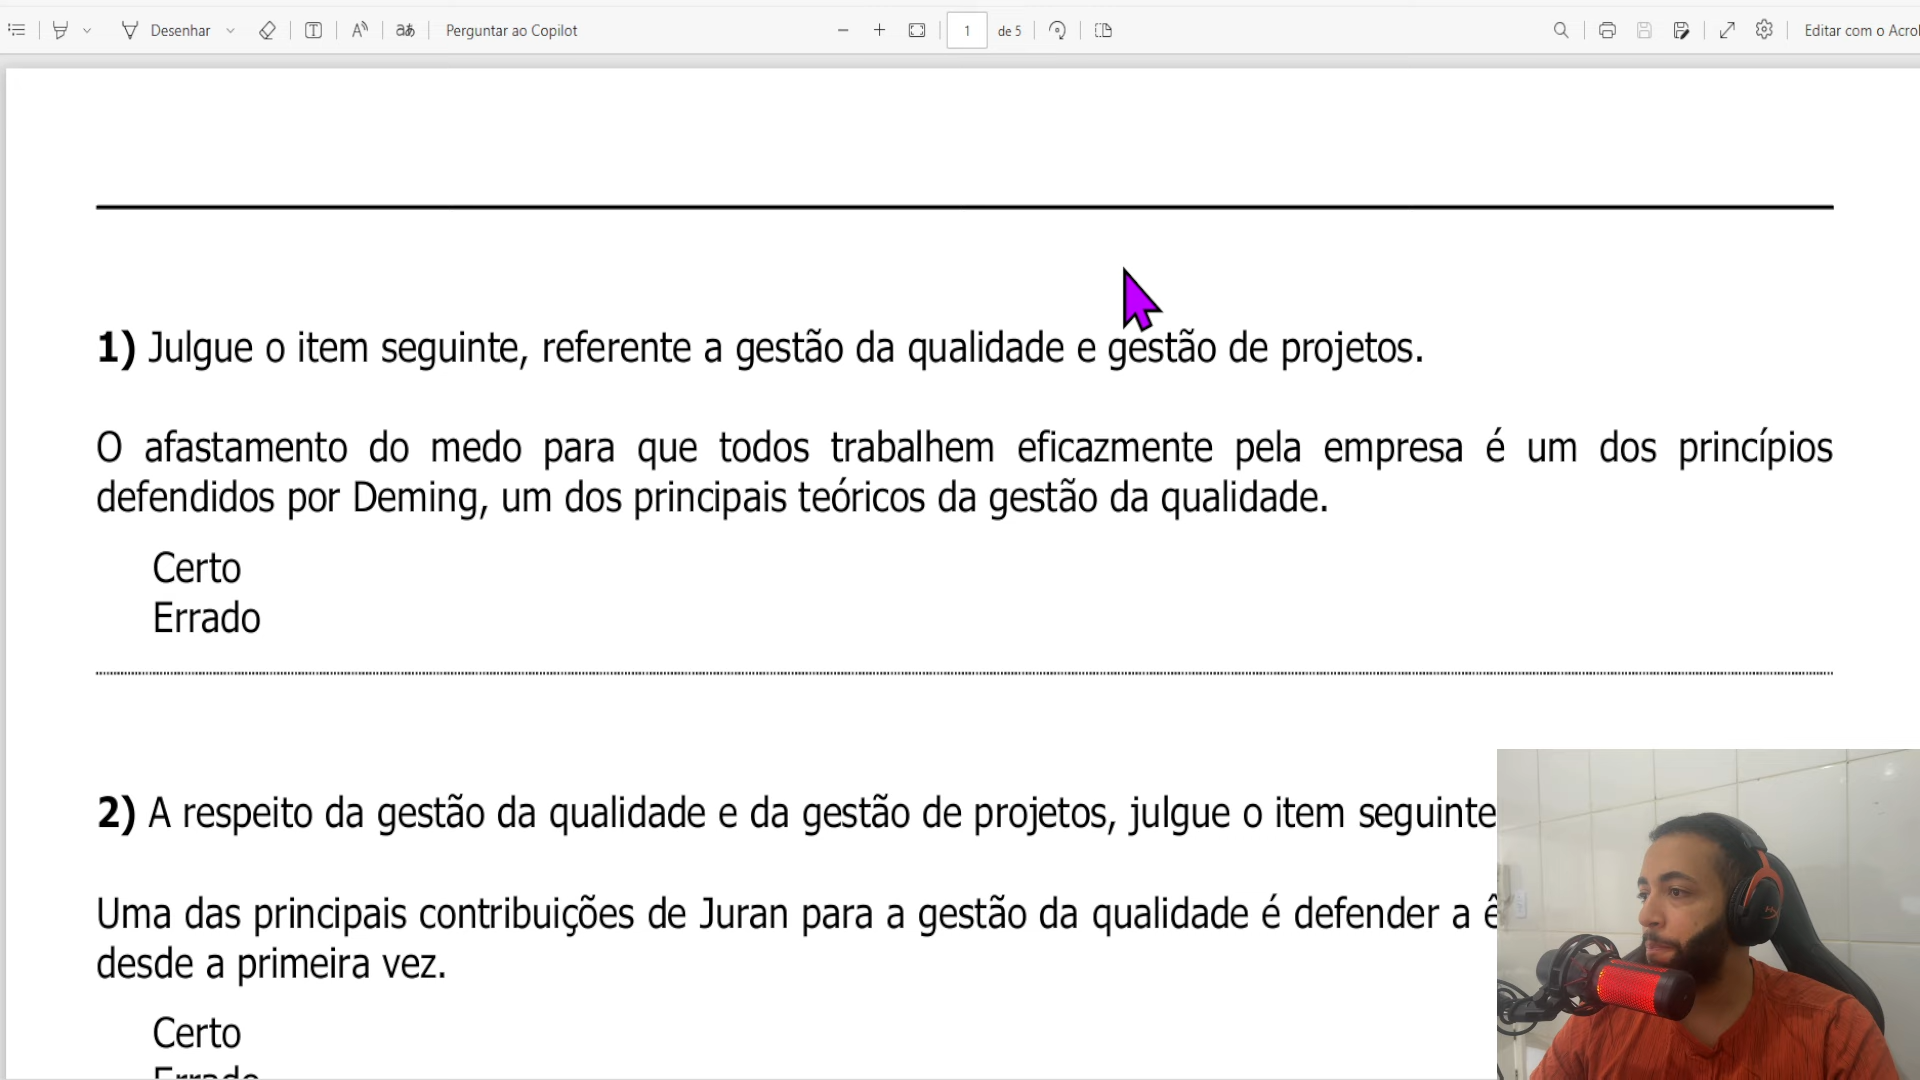 Desenhar
Perguntar ao Copilot
1 de 5
Editar com o Acro
1) Julgue o item seguinte, referente a gestão da qualidade e gestão de projetos.
O afastamento do medo para que todos trabalhem eficazmente pela empresa é um dos princípios
defendidos por Deming, um dos principais teóricos da gestão da qualidade.
Certo
Errado
2) A respeito da gestão da qualidade e da gestão de projetos, julgue o item seguinte
Uma das principais contribuições de Juran para a gestão da qualidade é defender a
desde a primeira vez.
Certo
Errado